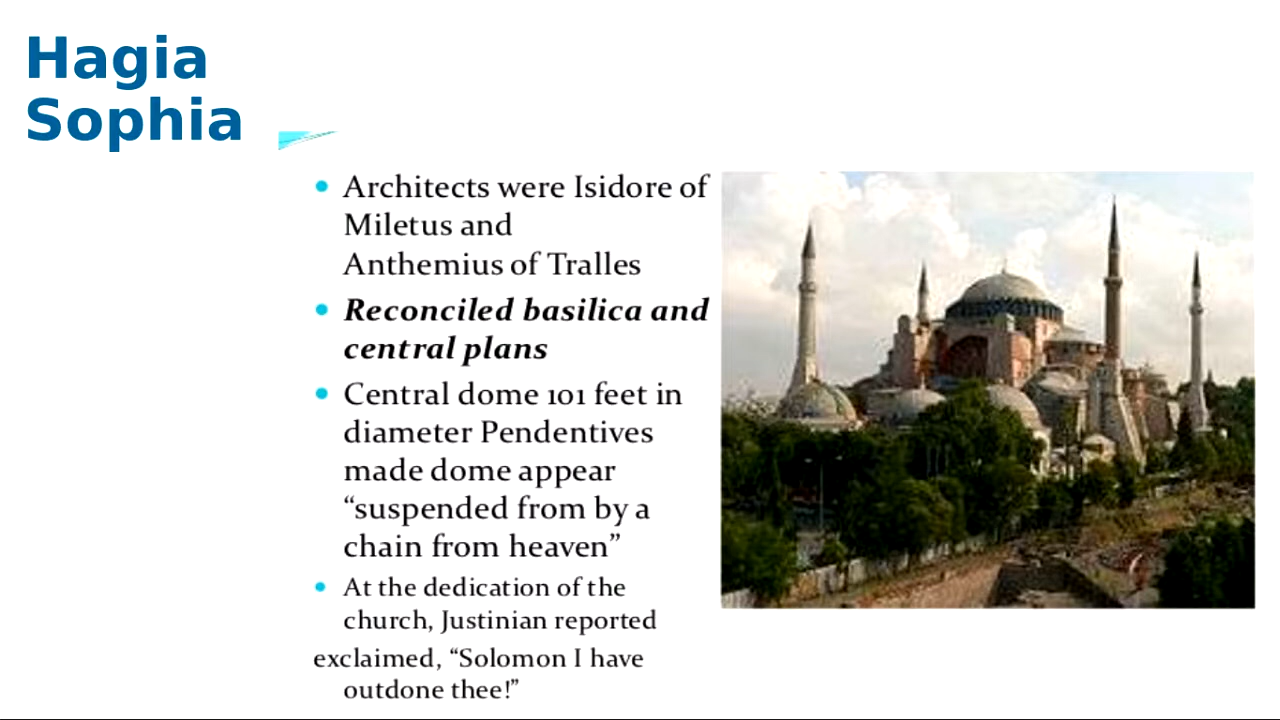 Hagia
Sophia
• Architects were Isidore of
Miletus and
Anthemius of Tralles
• Reconciled basilica and
central plans
• Central dome 101 feet in
diameter Pendentives
made dome appear
“suspended from by a
chain from heaven”
• At the dedication of the
church, Justinian reported
exclaimed, “Solomon I have
outdone thee!”